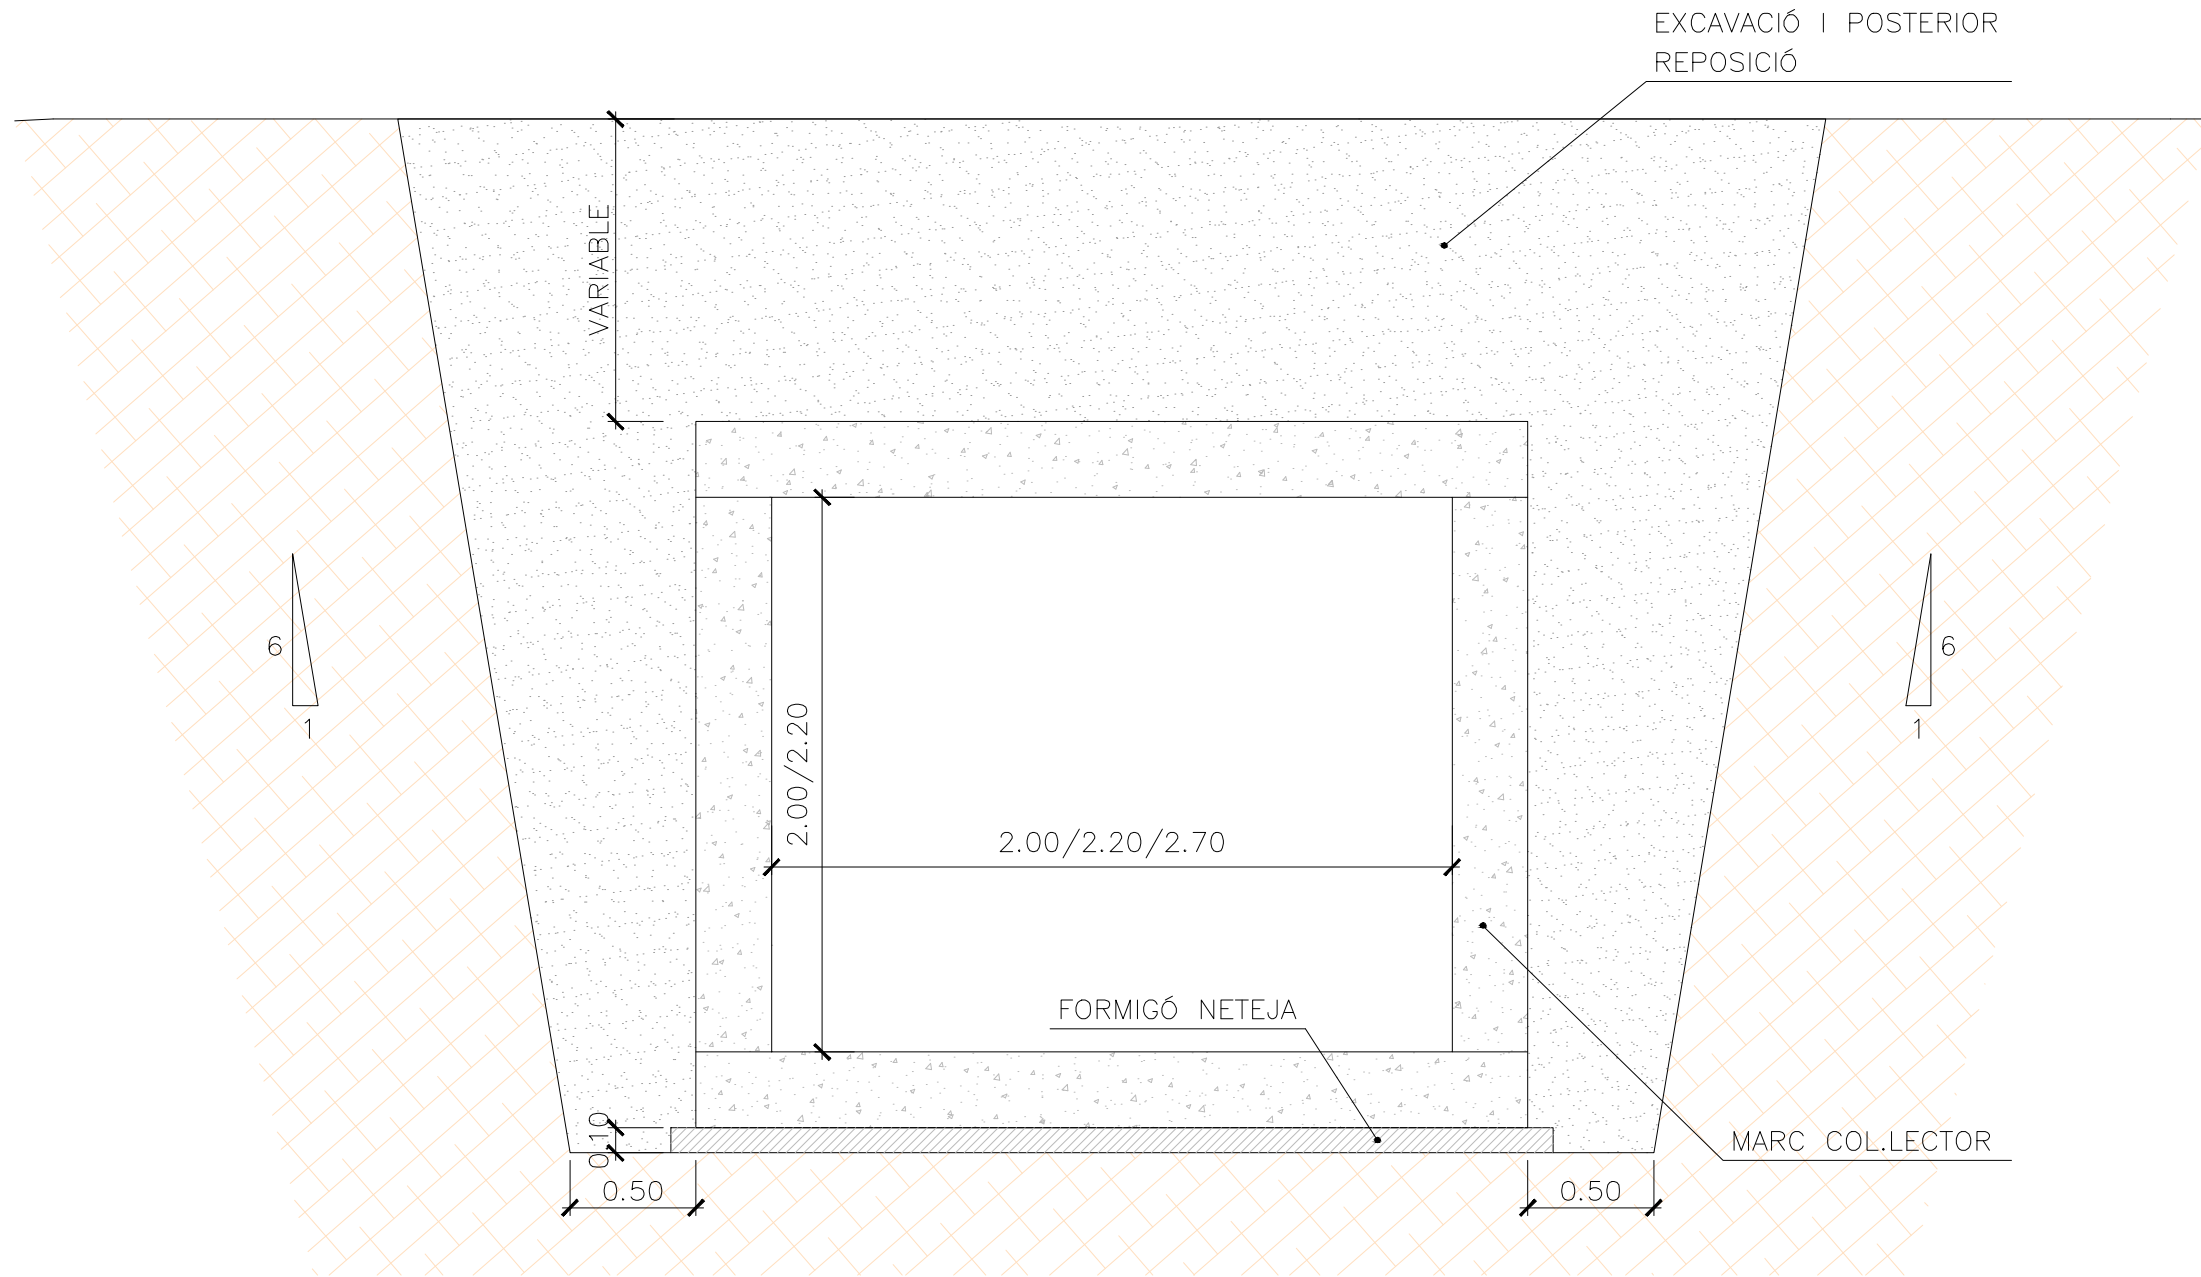 EXCAVACIÓ I POSTERIOR
REPOSICIÓ
VARIABLE
6
1
6
1
2.00/2.20
2.00/2.20/2.70
FORMIGÓ NETEJA
0.10
MARC COL.LECTOR
0.50
0.50